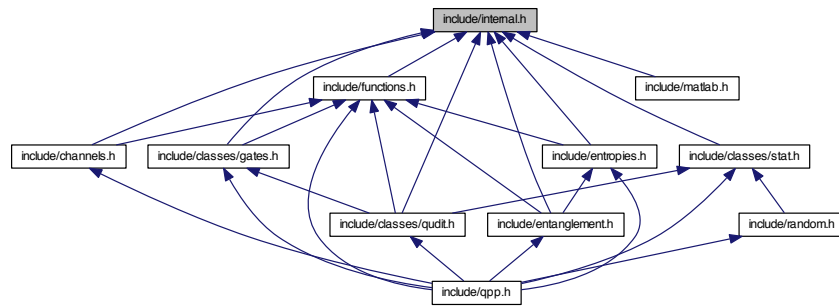 include/internal.h
include/functions.h
include/matlab.h
include/channels.h
include/classes/gates.h
include/entropies.h
include/classes/stat.h
include/classes/qudit.h
include/entanglement.h
include/random.h
include/qpp.h